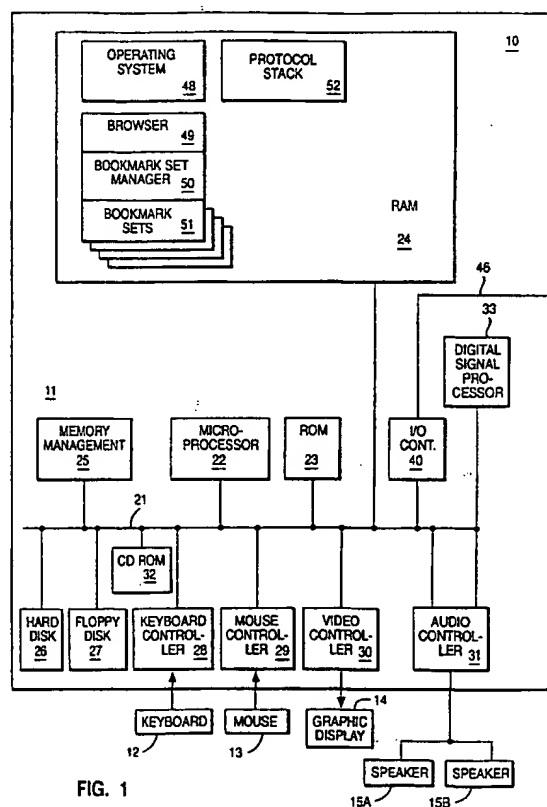 10
OPERATING
SYSTEM
48
PROTOCOL
STACK
52
BROWSER
49
BOOKMARK SET
MANAGER
50
BOOKMARK
SETS
51
RAM
24
46
33
DIGITAL
SIGNAL
PRO-
CESSOR
11
MEMORY
MANAGEMENT
25
MICRO-
PROCESSOR
22
ROM
23
I/O
CONT.
40
21
CD ROM
32
HARD
DISK
26
FLOPPY
DISK
27
KEYBOARD
CONTROL-
LER 28
MOUSE
CONTROL-
LER 29
VIDEO
CONTROL-
LER 30
AUDIO
CONTROL-
LER 31
14
KEYBOARD
12
MOUSE
13
GRAPHIC
DISPLAY
SPEAKER
15A
SPEAKER
15B
FIG. 1